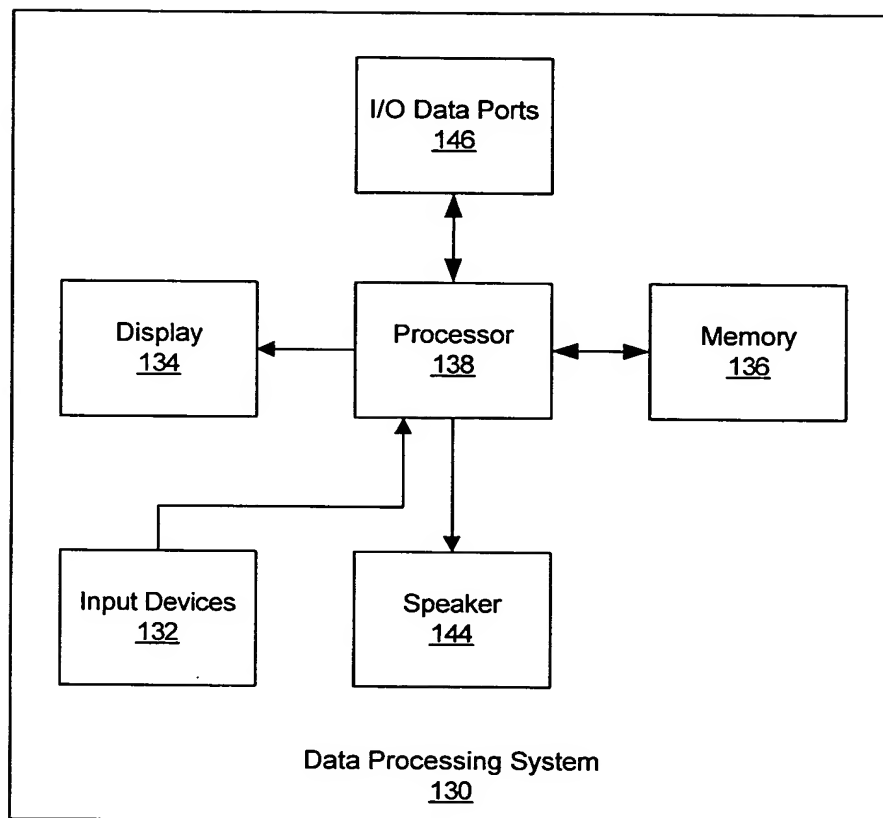 I/O Data Ports
146
Display
134
Processor
138
Memory
136
Input Devices
132
Speaker
144
Data Processing System
130